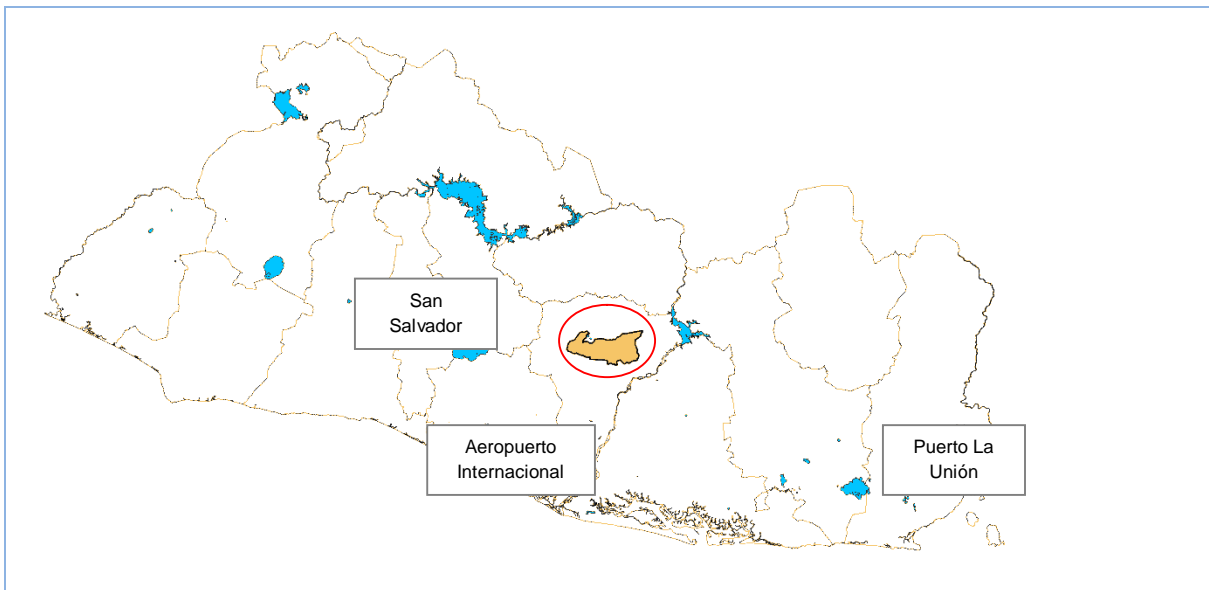 San
Salvador
Aeropuerto
Internacional
Puerto La
Unión